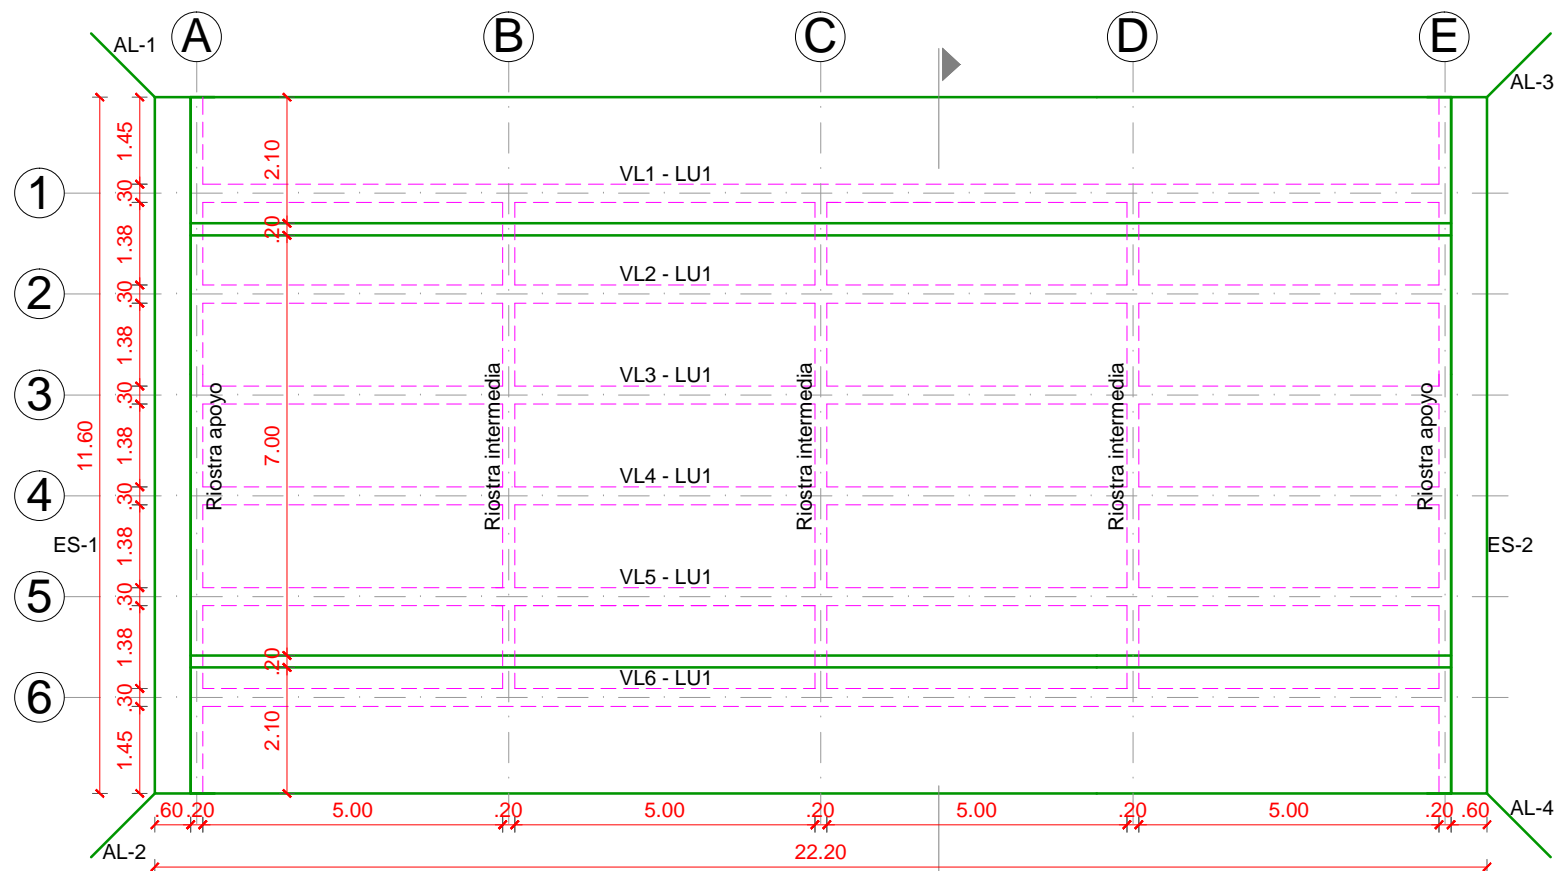 A
B
C
D
E
AL-1
AL-3
1.45
2.10
VL1 - LU1
1
.30
.20
1.38
VL2 - LU1
2
.30
1.38
VL3 - LU1
3
.30
11.60
1.38
7.00
Riostra apoyo
Riostra intermedia
Riostra intermedia
Riostra intermedia
Riostra apoyo
VL4 - LU1
4
.30
ES-1
1.38
ES-2
VL5 - LU1
5
.30
1.38
.20
VL6 - LU1
6
.30
2.10
1.45
.60 .20 5.00 .20 5.00 .20 5.00 .20 5.00 .20 .60
AL-4
AL-2
22.20